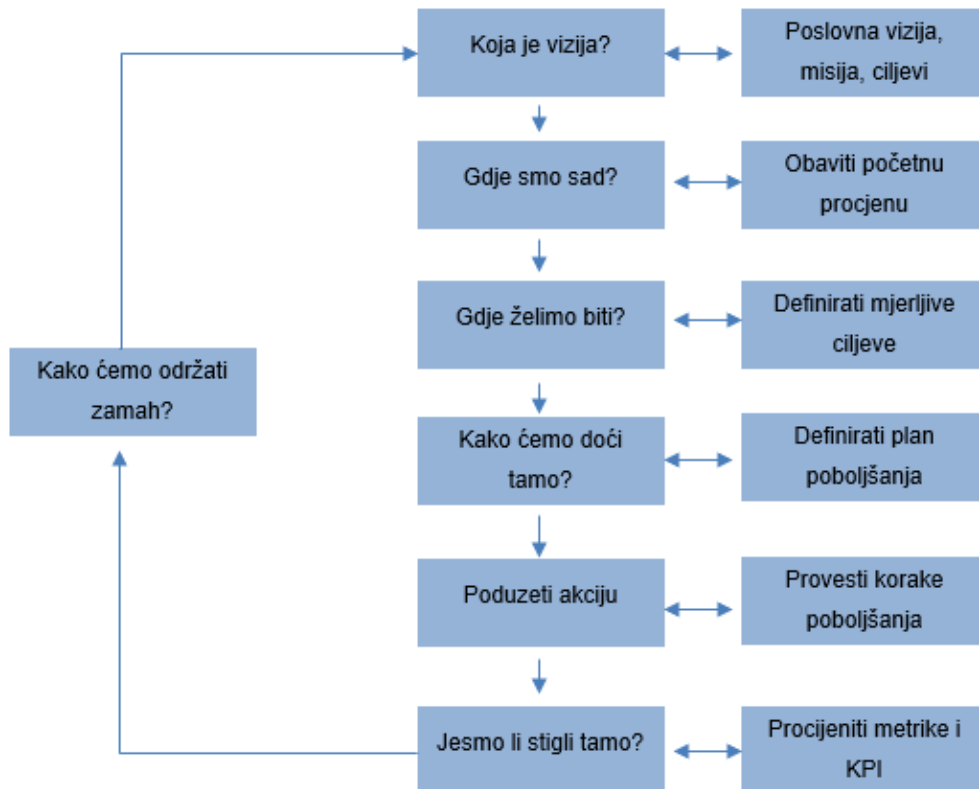 Koja je vizija?
Poslovna vizija,
misija, ciljevi
Gdje smo sad?
Obaviti početnu
procjenu
Gdje želimo biti?
Definirati mjerljive
ciljeve
Kako ćemo održati
zamah?
Kako ćemo doći
tamo?
Definirati plan
poboljšanja
Poduzeti akciju
Provesti korake
poboljšanja
Jesmo li stigli tamo?
Procijeniti metrike i
KPI